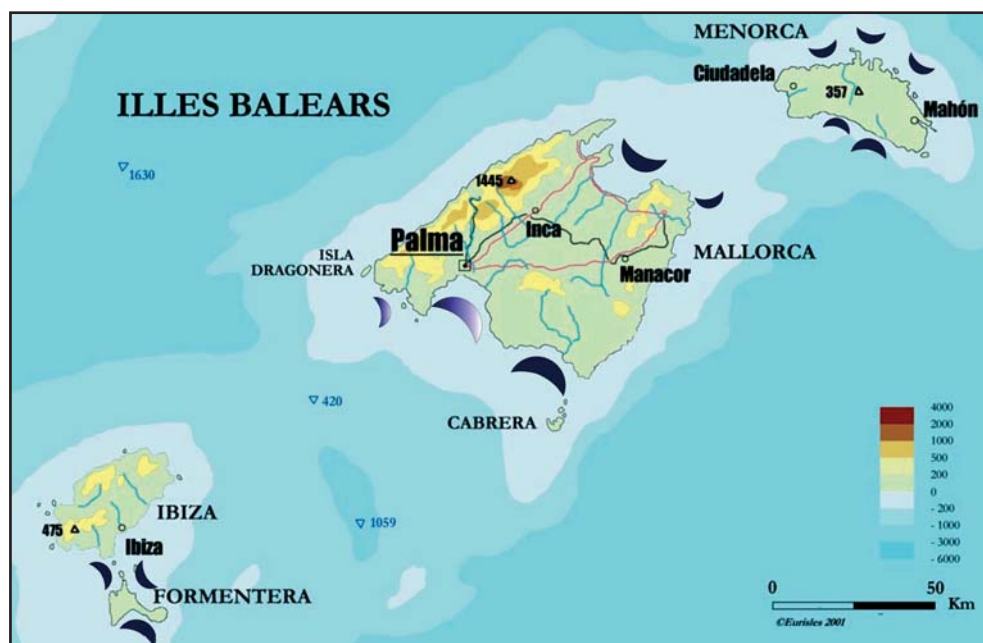 MENORCA
Ciudadela
357
Mahón
ILLES BALEARS
1630
1445
Inca
Palma
ISLA
DRAGONERA
MALLORCA
Manacor
420
CABRERA
4000
2000
1000
500
200
0
- 200
- 1000
- 3000
- 6000
IBIZA
475
Ibiza
1059
FORMENTERA
0 50
Km
©Eurisles 2001